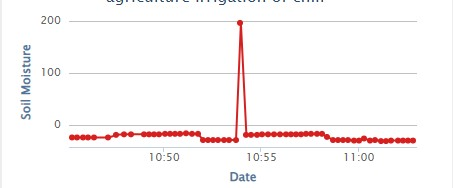 agriculture irrigation of chili
200
100
0
Soil Moisture
10:50 10:55 11:00
Date